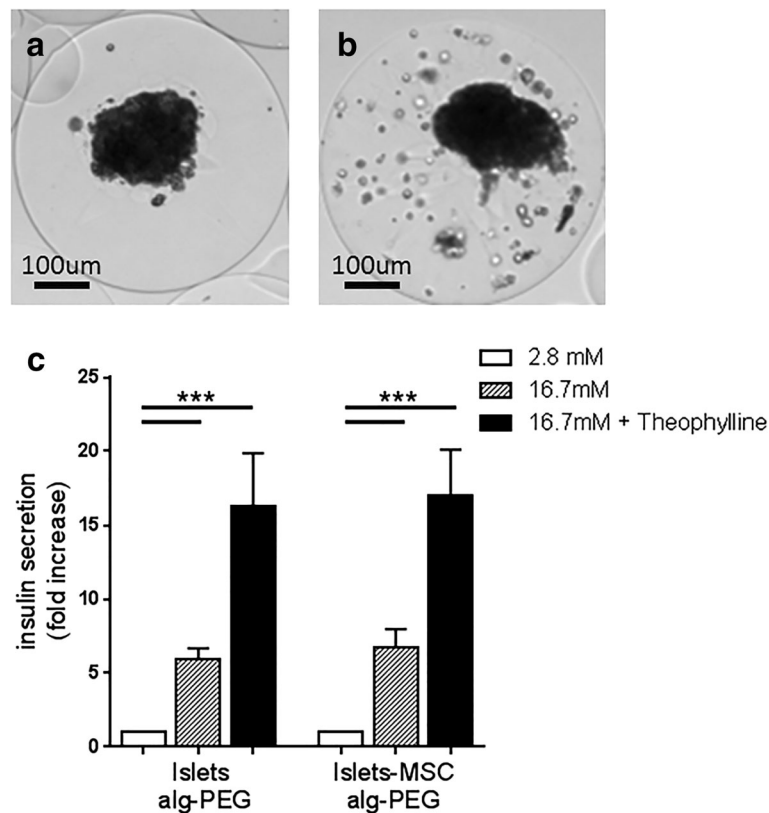 a
b
100um
100um
c
2.8 mM
16.7mM
16.7mM + Theophylline
25
20
15
10
5
0
insulin secretion
(fold increase)
***
***
Islets
alg-PEG
Islets-MSC
alg-PEG